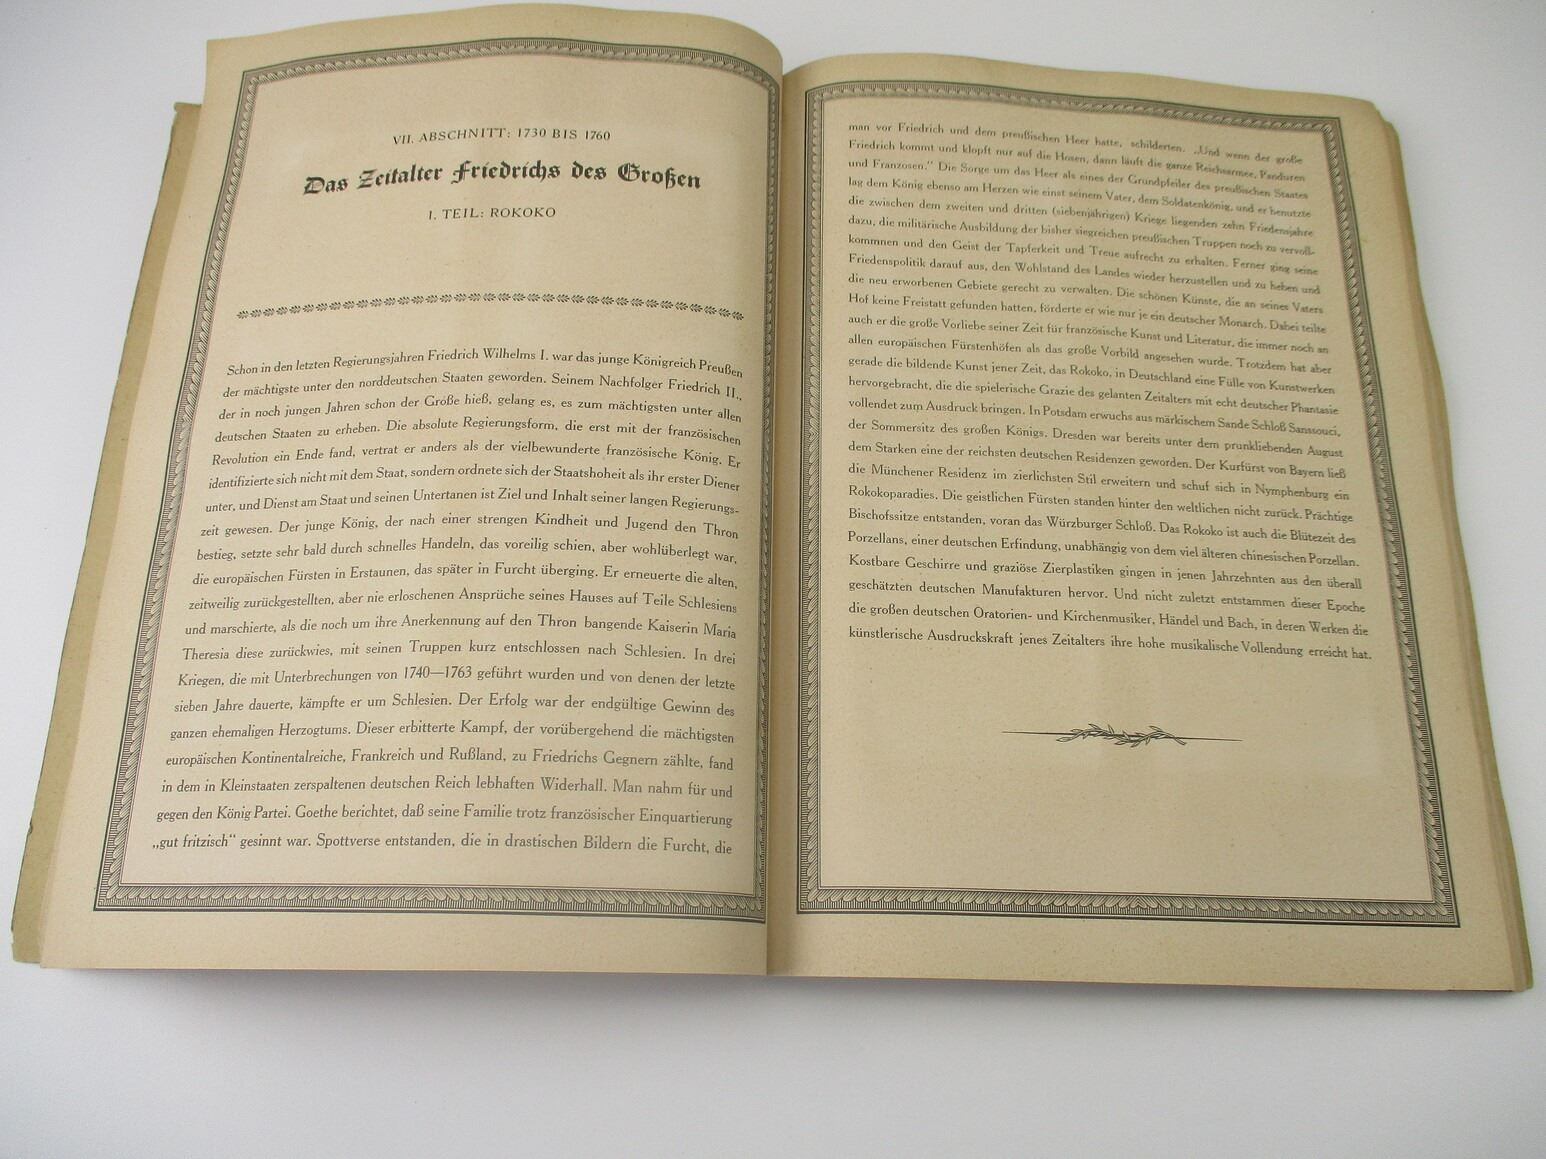 VII. ABSCHNITT: 1730 BIS 1760
Das Zeitalter Friedrichs des Großen
I. TEIL: ROKOKO
Schon in den letzten Regierungsjahren Friedrich Wilhelms I. war das junge Königreich Preußen
der mächtigste unter den norddeutschen Staaten geworden. Seinem Nachfolger Friedrich II.,
der in noch jungen Jahren schon der Große hieß, gelang es, es zum mächtigsten unter allen
deutschen Staaten zu erheben. Die absolute Regierungsform, die erst mit der französischen
Revolution ein Ende fand, vertrat er anders als der vielbewunderte französische König. Er
identifizierte sich nicht mit dem Staat, sondern ordnete sich der Staatshoheit als ihr erster Diener
unter, und Dienst am Staat und seinen Untertanen ist Ziel und Inhalt seiner langen Regierungs-
zeit gewesen. Der junge König, der nach einer strengen Kindheit und Jugend den Thron
bestieg, setzte sehr bald durch schnelles Handeln, das voreilig schien, aber wohlüberlegt war,
die europäischen Fürsten in Erstaunen, das später in Furcht überging. Er erneuerte die alten,
zeitweilig zurückgestellten, aber nie erloschenen Ansprüche seines Hauses auf Teile Schlesiens
und marschierte, als die noch um ihre Anerkennung auf den Thron bangende Kaiserin Maria
Theresia diese zurückwies, mit seinen Truppen kurz entschlossen nach Schlesien. In drei
Kriegen, die mit Unterbrechungen von 1740—1763 geführt wurden und von denen der letzte
sieben Jahre dauerte, kämpfte er um Schlesien. Der Erfolg war der endgültige Gewinn des
ganzen ehemaligen Herzogtums. Dieser erbitterte Kampf, der vorübergehend die mächtigsten
europäischen Kontinentalreiche, Frankreich und Rußland, zu Friedrichs Gegnern zählte, fand
in dem in Kleinstaaten zerspaltenen deutschen Reich lebhaften Widerhall. Man nahm für und
gegen den König Partei. Goethe berichtet, daß seine Familie trotz französischer Einquartierung
„gut fritzisch“ gesinnt war. Spottverse entstanden, die in drastischen Bildern die Furcht, die
man vor Friedrich und dem preußischen Heer hatte, schilderten. „Und wenn der große
Friedrich kommt und klopft nur auf die Hosen, dann läuft die ganze Reichsarmee, Panduren
und Franzosen.“ Die Sorge um das Heer als eines der Grundpfeiler des preußischen Staates
lag dem König ebenso am Herzen wie einst seinem Vater, dem Soldatenkönig, und er benutzte
die zwischen dem zweiten und dritten (siebenjährigen) Kriege liegenden zehn Friedensjahre
dazu, die militärische Ausbildung der bisher siegreichen preußischen Truppen noch zu vervoll-
kommnen und den Geist der Tapferkeit und Treue aufrecht zu erhalten. Ferner ging seine
Friedenspolitik darauf aus, den Wohlstand des Landes wieder herzustellen und zu heben und
die neu erworbenen Gebiete gerecht zu verwalten. Die schönen Künste, die an seines Vaters
Hof keine Freistatt gefunden hatten, förderte er wie nur je ein deutscher Monarch. Dabei teilte
auch er die große Vorliebe seiner Zeit für französische Kunst und Literatur, die immer noch an
allen europäischen Fürstenhöfen als das große Vorbild angesehen wurde. Trotzdem hat aber
gerade die bildende Kunst jener Zeit, das Rokoko, in Deutschland eine Fülle von Kunstwerken
hervorgebracht, die die spielerische Grazie des gelanten Zeitalters mit echt deutscher Phantasie
vollendet zum Ausdruck bringen. In Potsdam erwuchs aus märkischem Sande Schloß Sanssouci,
der Sommersitz des großen Königs. Dresden war bereits unter dem prunkliebenden August
dem Starken eine der reichsten deutschen Residenzen geworden. Der Kurfürst von Bayern ließ
die Münchener Residenz im zierlichsten Stil erweitern und schuf sich in Nymphenburg ein
Rokokoparadies. Die geistlichen Fürsten standen hinter den weltlichen nicht zurück. Prächtige
Bischofssitze entstanden, voran das Würzburger Schloß. Das Rokoko ist auch die Blütezeit des
Porzellans, einer deutschen Erfindung, unabhängig von dem viel älteren chinesischen Porzellan.
Kostbare Geschirre und graziöse Zierplastiken gingen in jenen Jahrzehnten aus den überall
geschätzten deutschen Manufakturen hervor. Und nicht zuletzt entstammen dieser Epoche
die großen deutschen Oratorien- und Kirchenmusiker, Händel und Bach, in deren Werken die
künstlerische Ausdruckskraft jenes Zeitalters ihre hohe musikalische Vollendung erreicht hat.